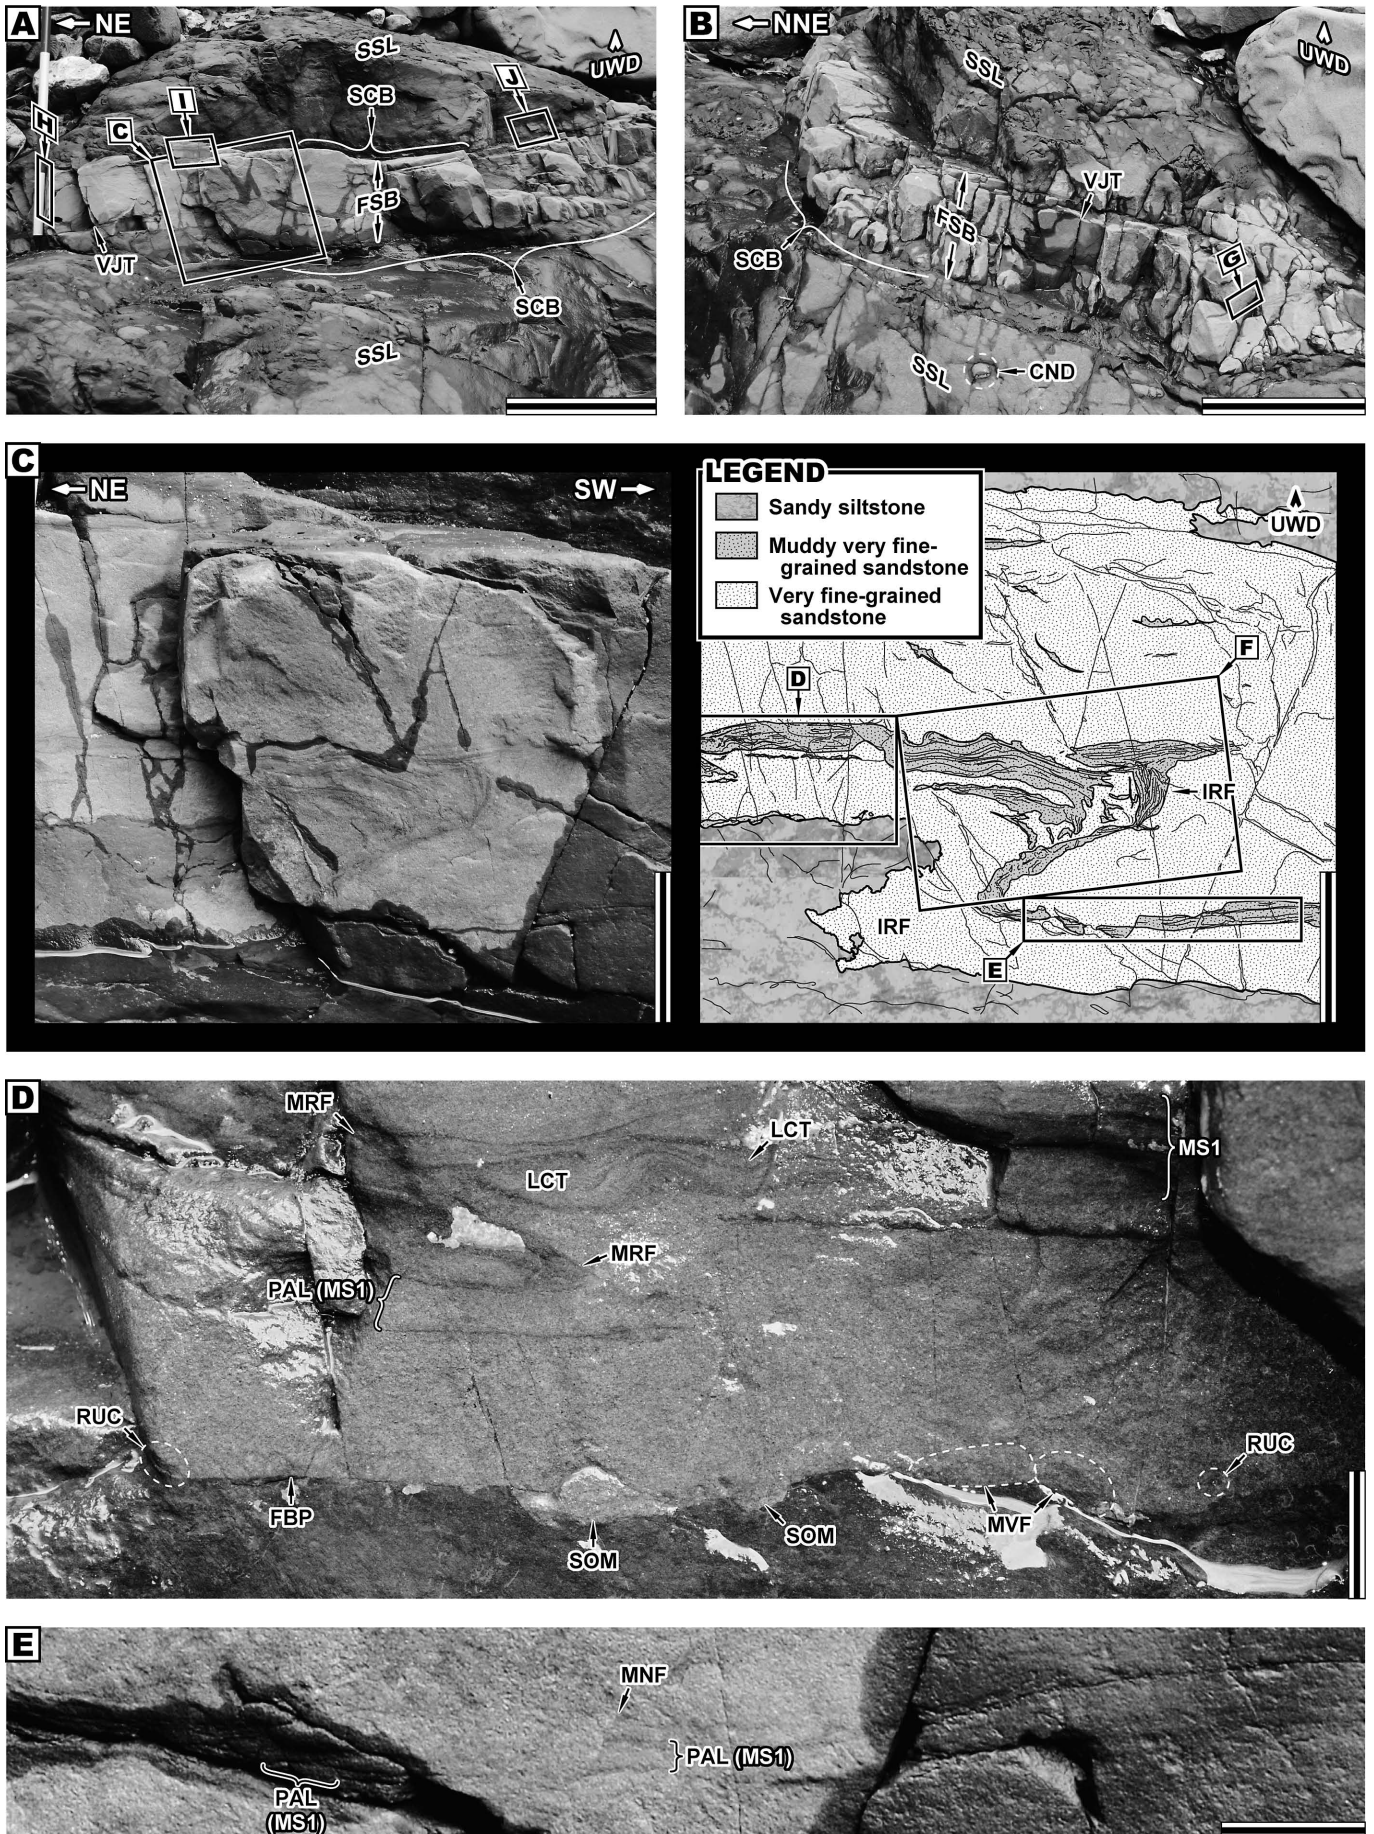 A
NE
SSL
UWD
J
I
SCB
H
C
FSB
VJT
SCB
SSL
B
NNE
SSL
UWD
VJT
FSB
SCB
G
SSL
CND
C
NE
SW
LEGEND
Sandy siltstone
Muddy very fine-
grained sandstone
Very fine-grained
sandstone
UWD
D
F
IRF
IRF
E
D
MRF
LCT
LCT
MS1
MRF
PAL (MS1)
RUC
RUC
FBP
MVF
SOM
SOM
E
MNF
PAL (MS1)
PAL
(MS1)